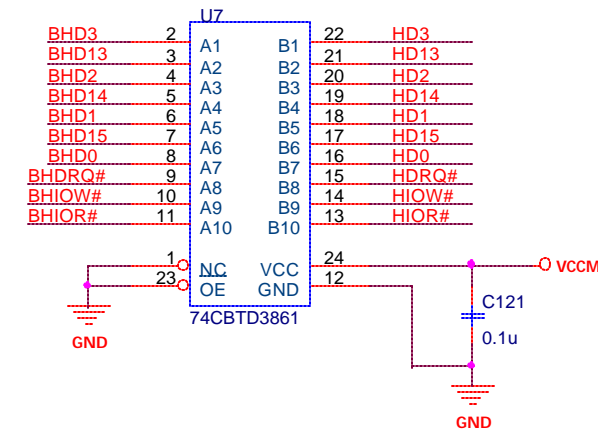 U7
BHD3 2 A1 B1 22 HD3
BHD13 3 A2 B2 21 HD13
BHD2 4 A3 B3 20 HD2
BHD14 5 A4 B4 19 HD14
BHD1 6 A5 B5 18 HD1
BHD15 7 A6 B6 17 HD15
BHD0 8 A7 B7 16 HD0
BHDRQ# 9 A8 B8 15 HDRQ#
BHIOW# 10 A9 B9 14 HIOW#
BHIOR# 11 A10 B10 13 HIOR#
1 NC VCC 24 VCCM
23 OE GND 12
74CBTD3861
C121
0.1u
GND
GND